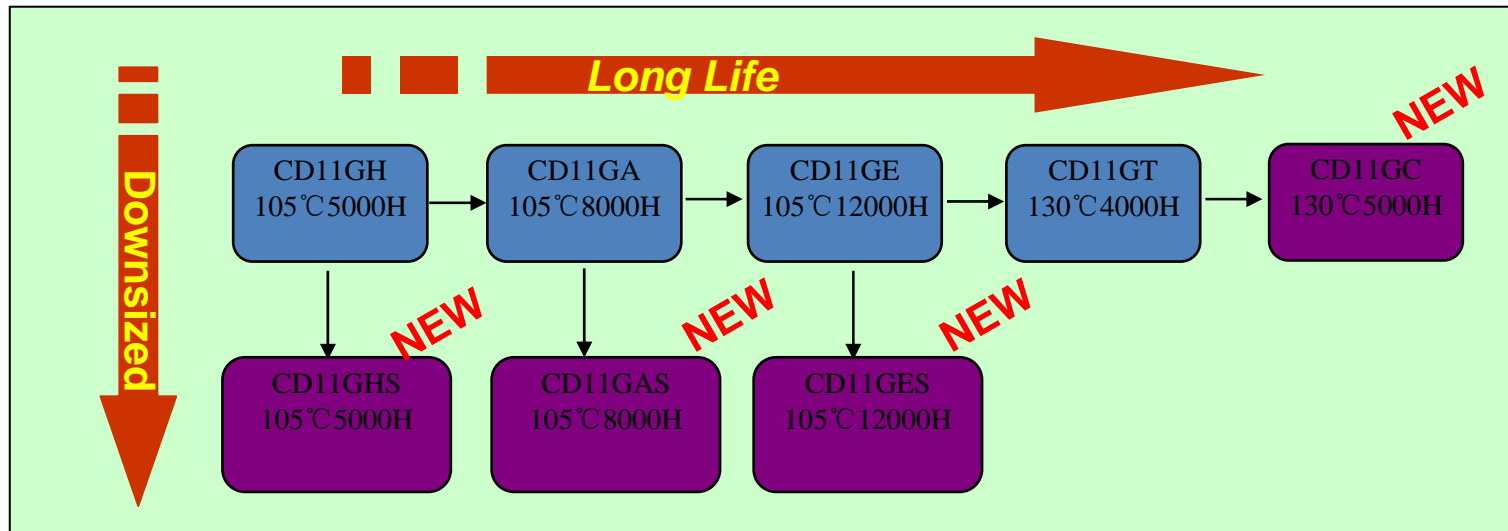 Long Life
Downsized
NEW
CD11GH
105℃5000H
CD11GA
105℃8000H
CD11GE
105℃12000H
CD11GT
130℃4000H
CD11GC
130℃5000H
NEW
NEW
NEW
CD11GHS
105℃5000H
CD11GAS
105℃8000H
CD11GES
105℃12000H